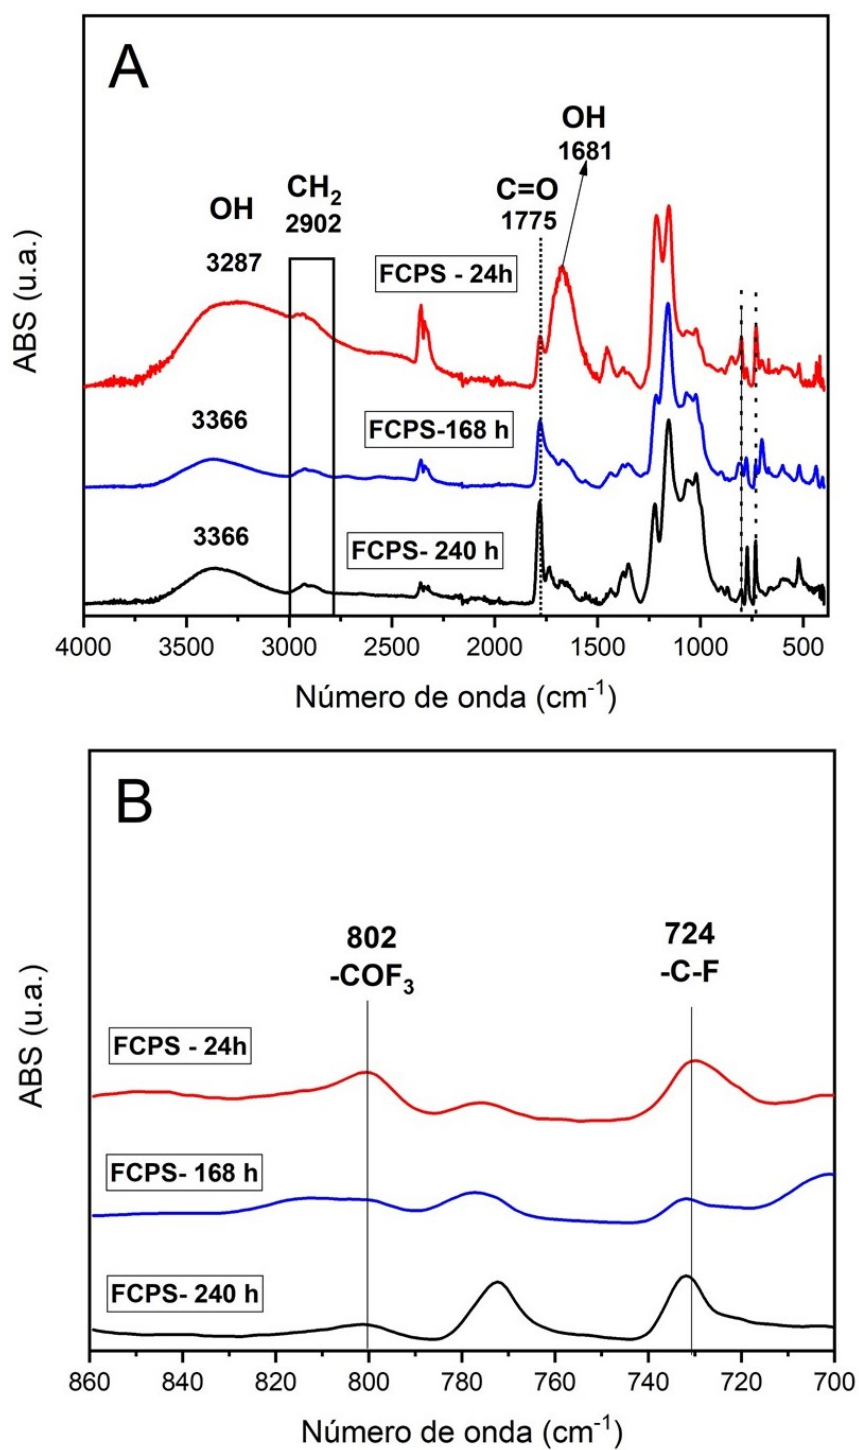 A
OH
1681
CH₂
2902
C=O
1775
OH
3287
FCPS - 24h
3366
FCPS-168 h
3366
FCPS- 240 h
ABS (u.a.)
4000 3500 3000 2500 2000 1500 1000 500
Número de onda (cm⁻¹)
B
802
-COF₃
724
-C-F
FCPS - 24h
FCPS- 168 h
FCPS- 240 h
ABS (u.a.)
860 840 820 800 780 760 740 720 700
Número de onda (cm⁻¹)